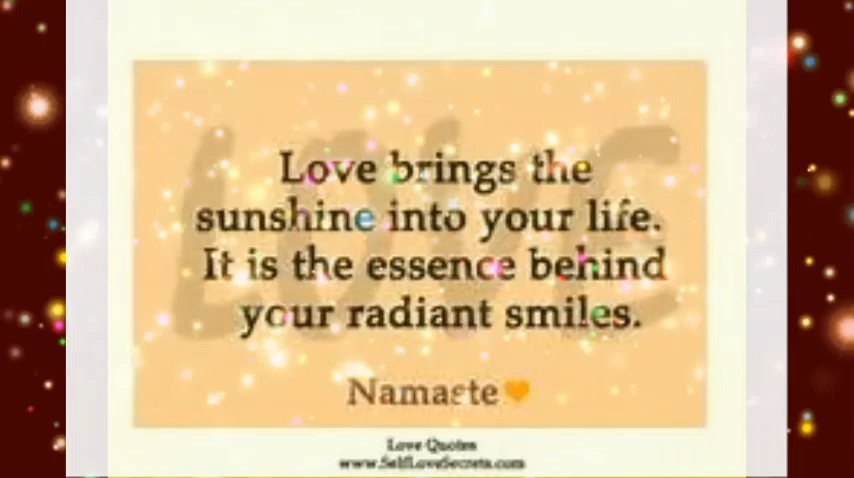 LOVE
Love brings the
sunshine into your life.
It is the essence behind
your radiant smiles.
Namaste
Love Quotes
www.SelfLoveSecrets.com